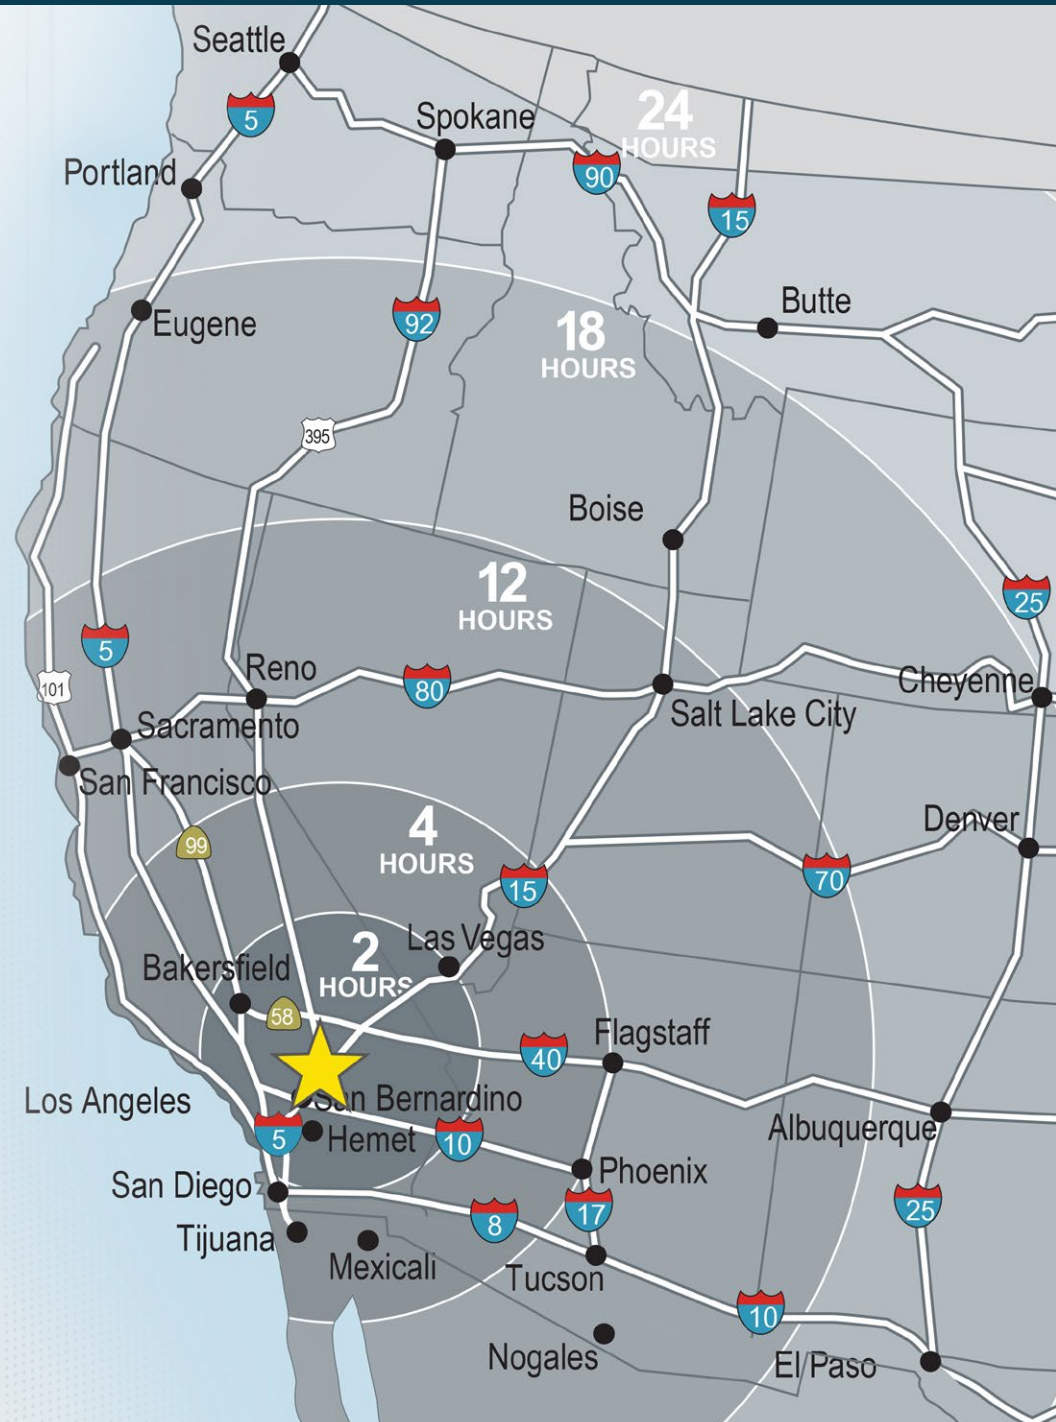 Seattle
5
Spokane
24
HOURS
90
Portland
15
Butte
Eugene
92
18
HOURS
395
Boise
12
HOURS
25
5
Reno
80
101
Cheyenne
Salt Lake City
Sacramento
San Francisco
99
4
HOURS
Denver
15
70
2
HOURS
Las Vegas
Bakersfield
58
Flagstaff
40
Los Angeles
San Bernardino
5
Hemet
10
Albuquerque
San Diego
Phoenix
17
8
25
Tijuana
Mexicali
Tucson
10
Nogales
El Paso